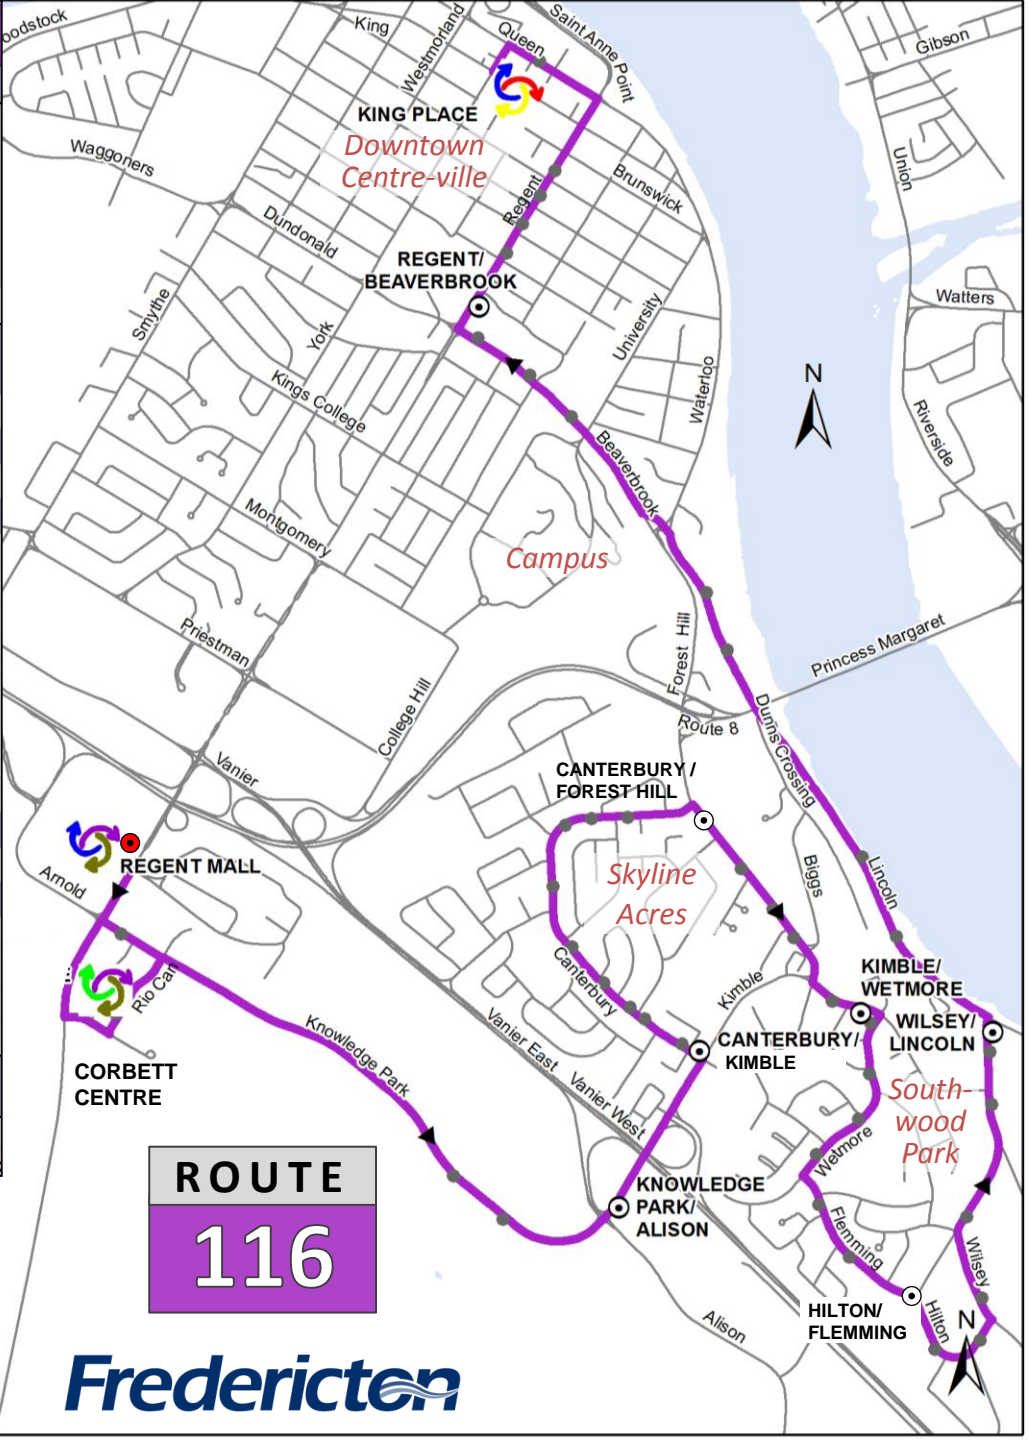 oodstock
King
Westmorland
Queen
Saint Anne Point
Gibson
KING PLACE
Downtown
Centre-ville
Waggoners
Union
Brunswick
Regent
Dundonald
REGENT/
BEAVERBROOK
Smythe
York
University
Watters
Waterloo
N
Kings College
Riverside
Beaverbrook
Montgomery
Campus
Priestman
Forest Hill
Princess Margaret
College Hill
Route 8
Dunns Crossing
Vanier
CANTERBURY /
FOREST HILL
REGENT MALL
Arnold
Skyline
Acres
Biggs
Lincoln
Rio Can
Canterbury
Kimble
KIMBLE/
WETMORE
WILSEY/
LINCOLN
Knowledge Park
Vanier East
CANTERBURY/
KIMBLE
CORBETT
CENTRE
Vanier West
South-
wood
Park
Wetmore
ROUTE
116
KNOWLEDGE
PARK/
ALISON
Flemming
Wilsey
HILTON/
FLEMMING
Hilton
N
Alison
Fredericton